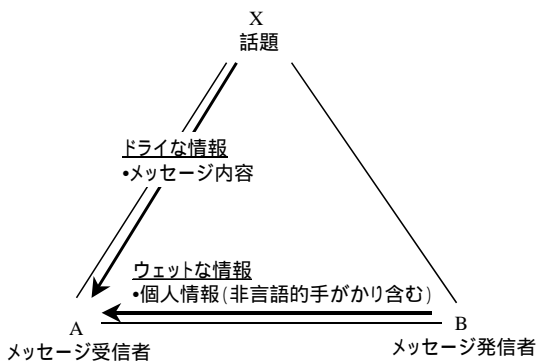 X
話題
ドライな情報
•メッセージ内容
ウェットな情報
•個人情報(非言語的手がかり含む)
A
メッセージ受信者
B
メッセージ発信者